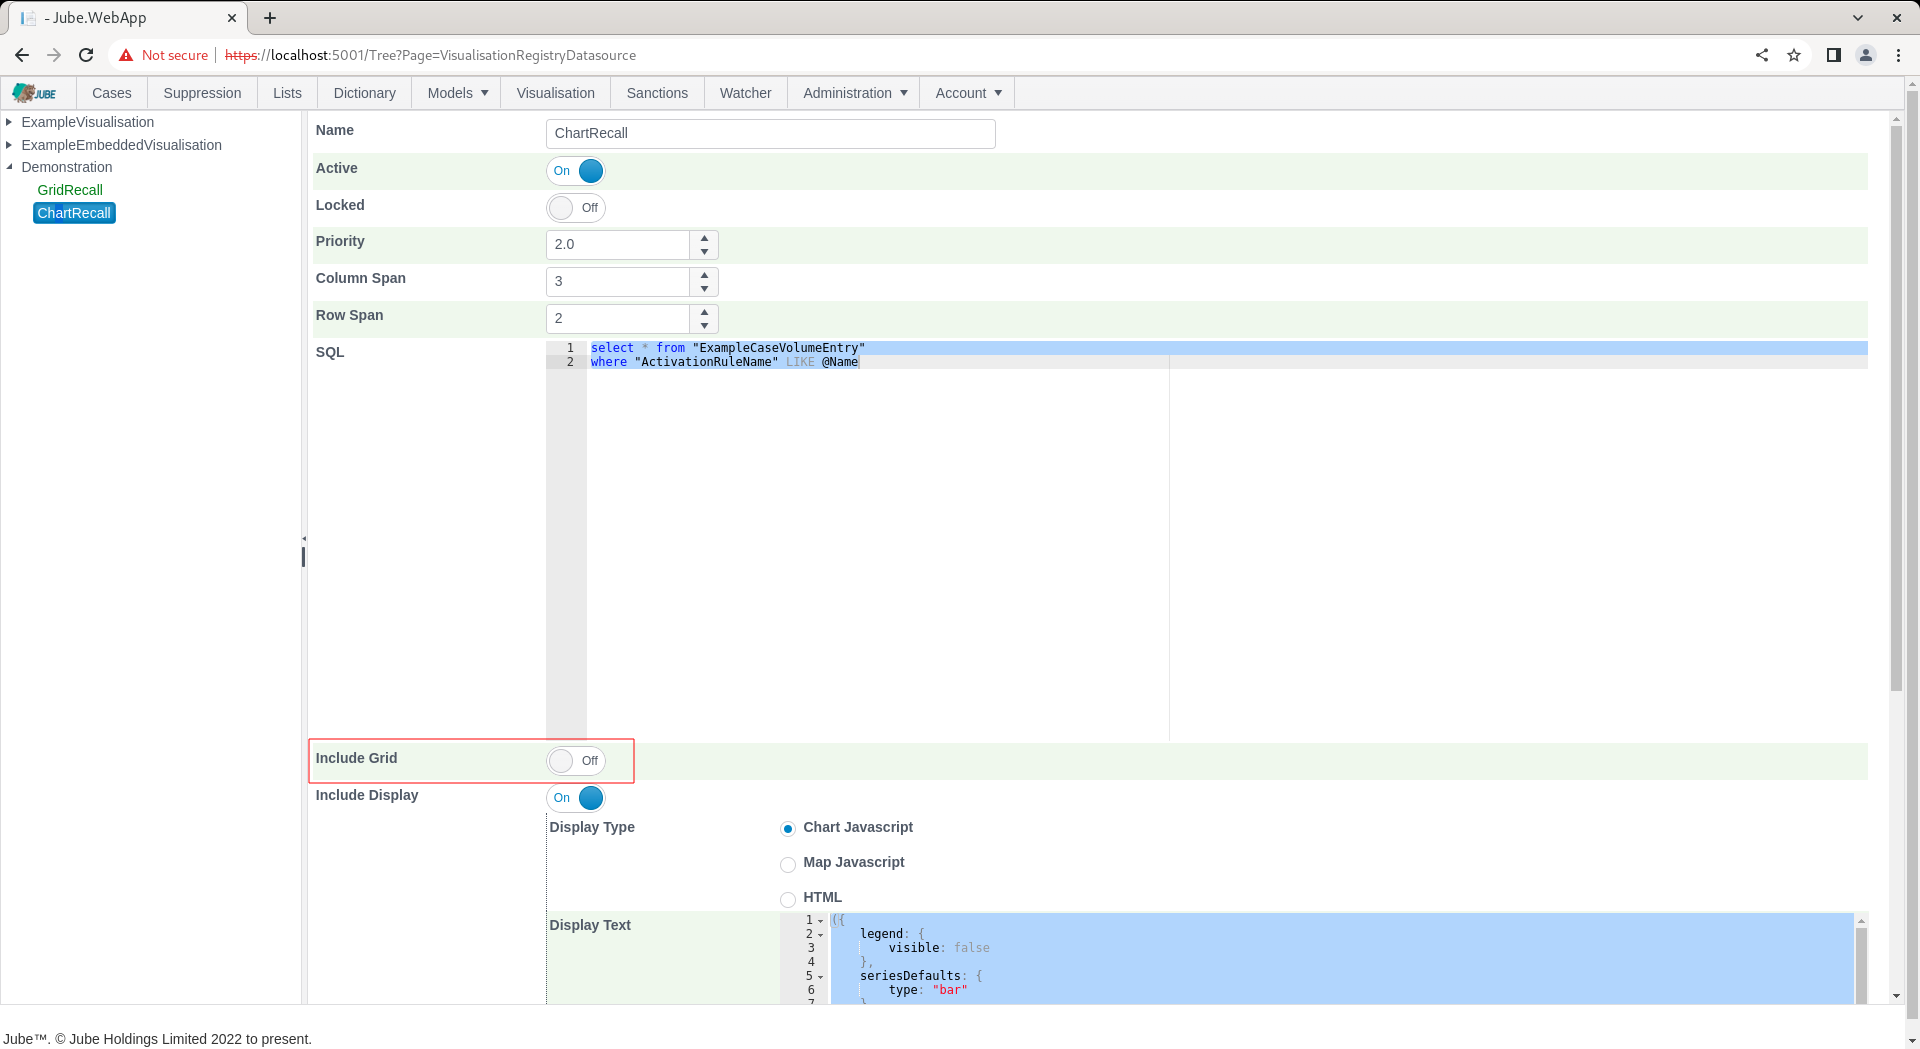 - Jube.WebApp
Not secure https://localhost:5001/Tree?Page=VisualisationRegistryDatasource
JUBE Cases Suppression Lists Dictionary Models Visualisation Sanctions Watcher Administration Account
ExampleVisualisation
ExampleEmbeddedVisualisation
Demonstration
GridRecall
ChartRecall
Name ChartRecall
Active On
Locked Off
Priority 2.0
Column Span 3
Row Span 2
SQL
1 select * from "ExampleCaseVolumeEntry"
2 where "ActivationRuleName" LIKE @Name
Include Grid Off
Include Display On
Display Type Chart Javascript
Map Javascript
HTML
Display Text
1 ({
2 legend: {
3 visible: false
4 },
5 seriesDefaults: {
6 type: "bar"
7 }
Jube™. © Jube Holdings Limited 2022 to present.